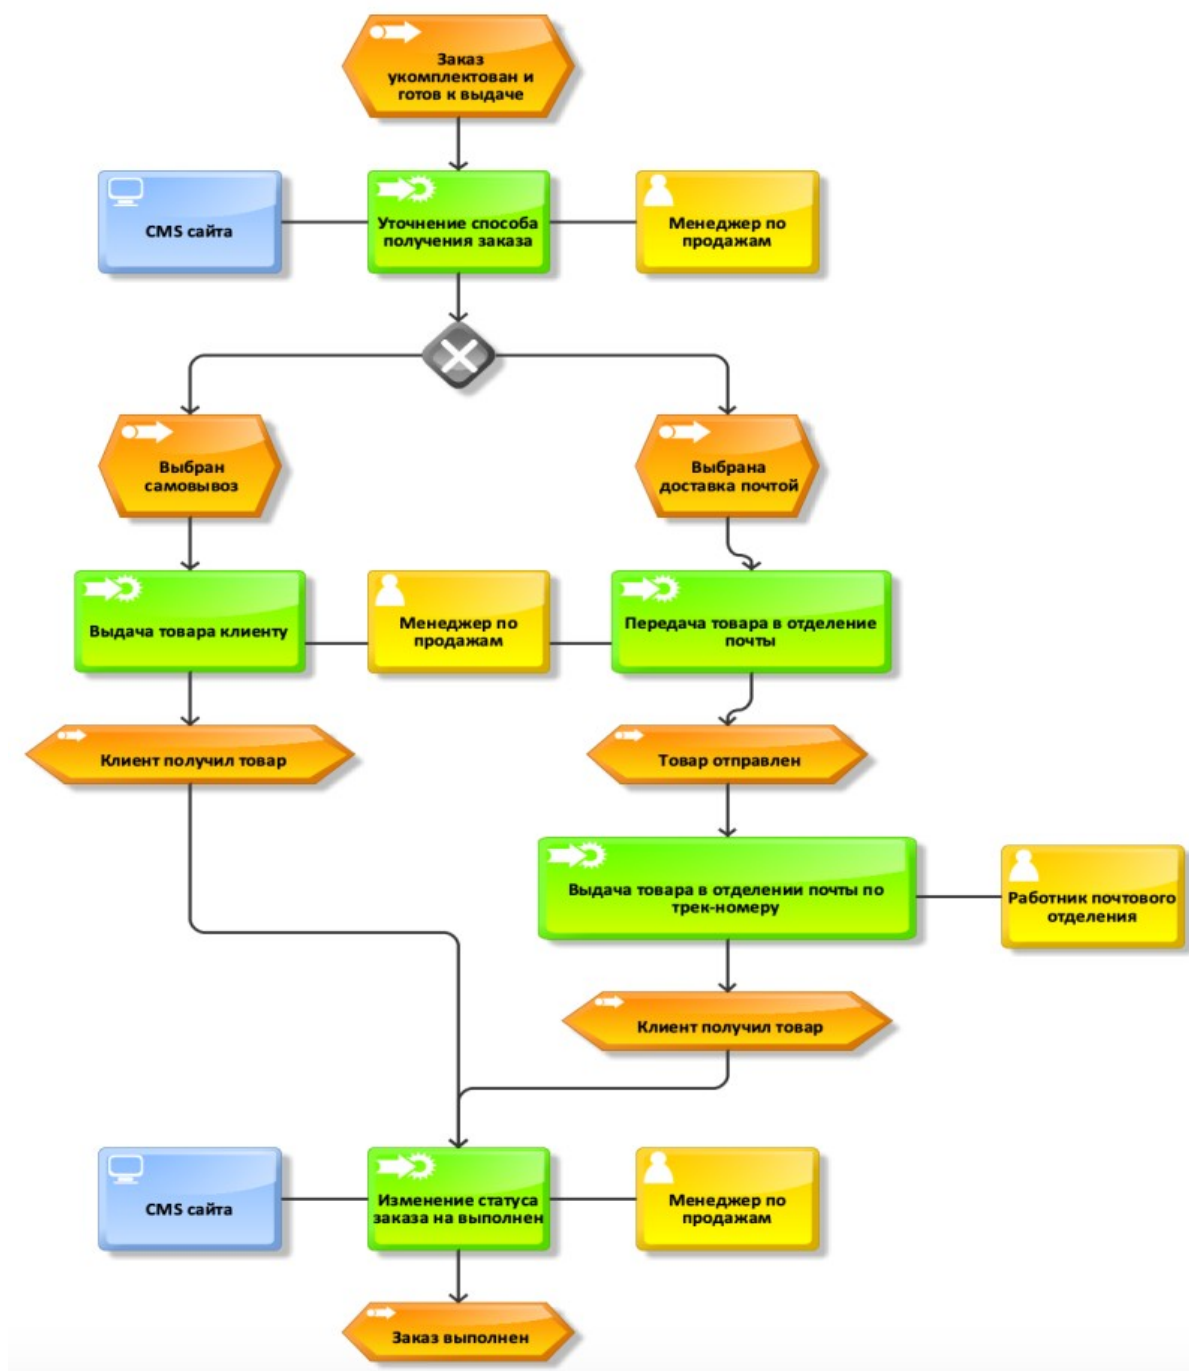 Заказ
укомплектован и
готов к выдаче
CMS сайта
Уточнение способа
получения заказа
Менеджер по
продажам
Выбран
самовывоз
Выбрана
доставка почтой
Выдача товара клиенту
Менеджер по
продажам
Передача товара в отделение
почты
Клиент получил товар
Товар отправлен
Выдача товара в отделении почты по
трек-номеру
Работник почтового
отделения
Клиент получил товар
CMS сайта
Изменение статуса
заказа на выполнен
Менеджер по
продажам
Заказ выполнен